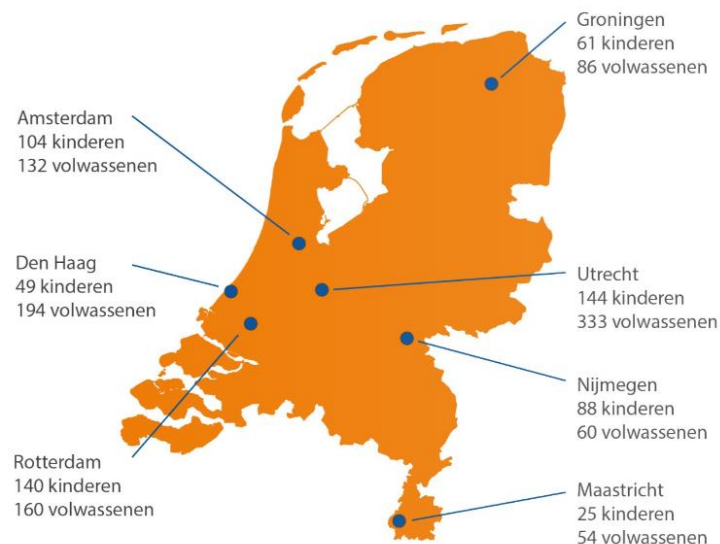 Groningen
61 kinderen
86 volwassenen
Amsterdam
104 kinderen
132 volwassenen
Den Haag
49 kinderen
194 volwassenen
Utrecht
144 kinderen
333 volwassenen
Nijmegen
88 kinderen
60 volwassenen
Rotterdam
140 kinderen
160 volwassenen
Maastricht
25 kinderen
54 volwassenen